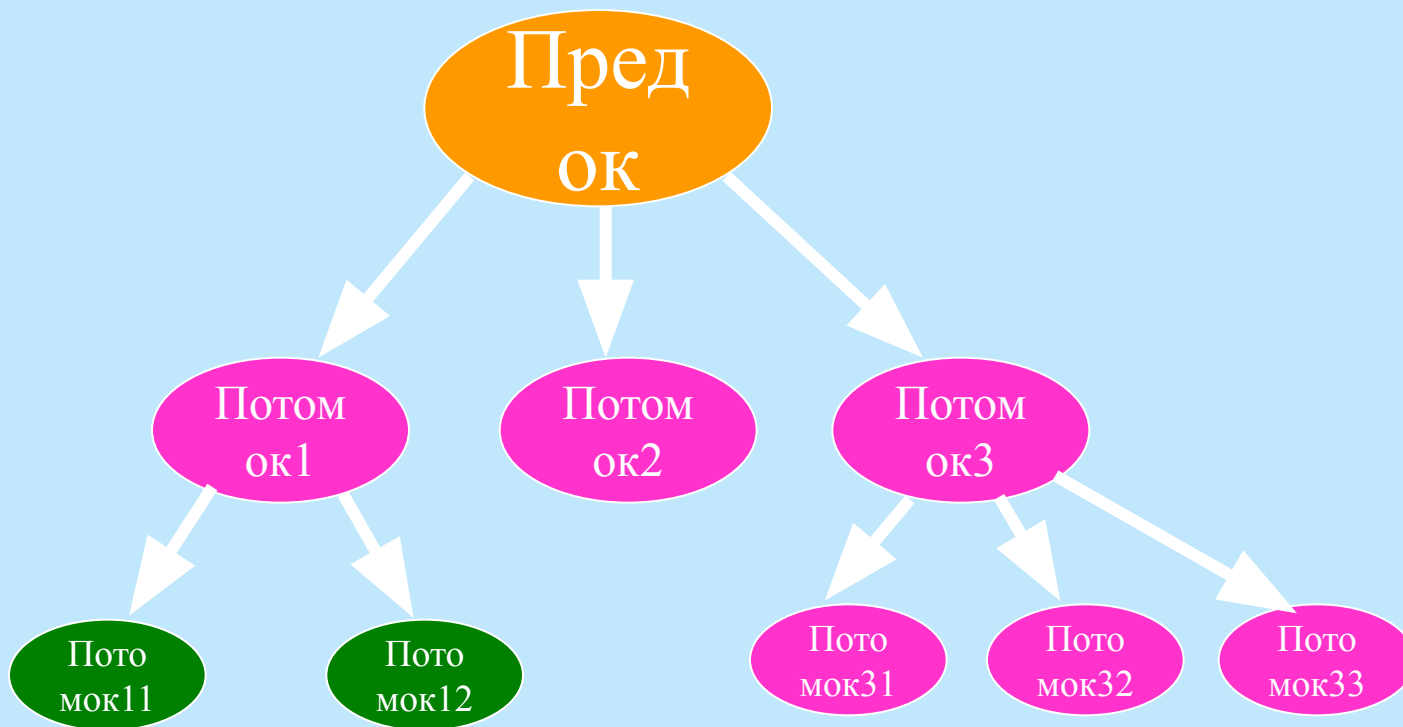 Пред
ок
Потом
ок1
Потом
ок2
Потом
ок3
Пото
мок11
Пото
мок12
Пото
мок31
Пото
мок32
Пото
мок33